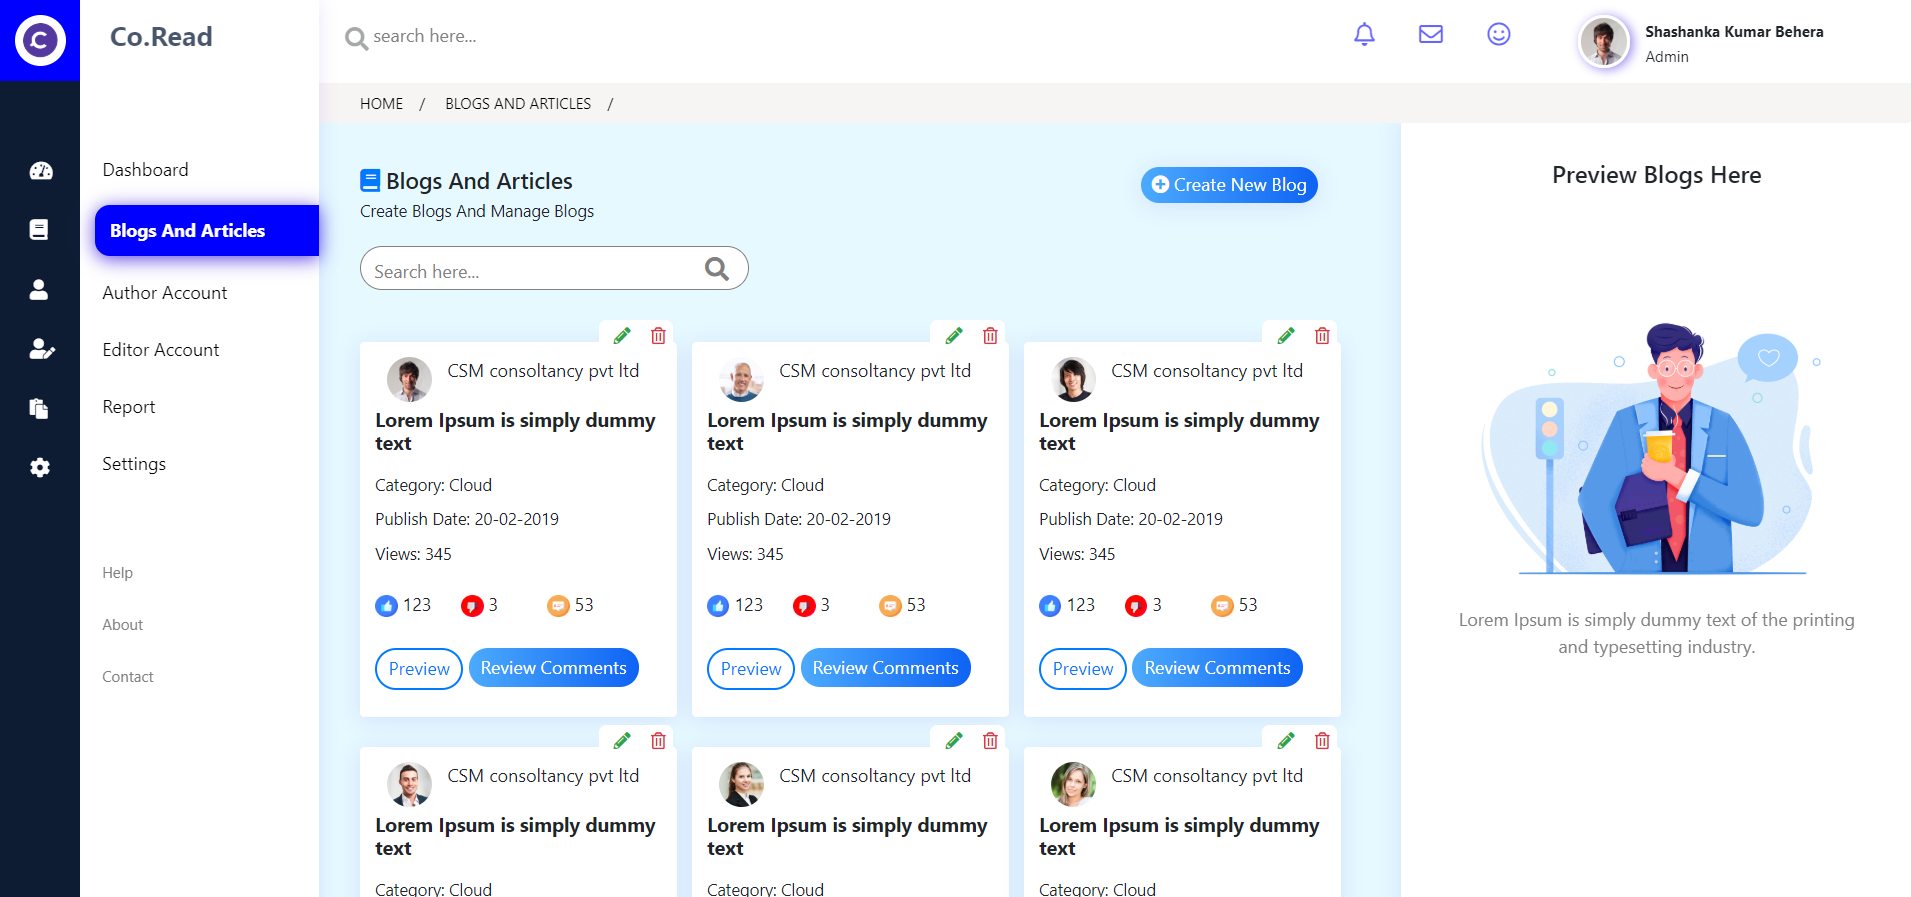 Co.Read
search here...
Shashanka Kumar Behera
Admin
HOME / BLOGS AND ARTICLES /
Dashboard
Blogs And Articles
Author Account
Editor Account
Report
Settings
Help
About
Contact
Blogs And Articles
Create Blogs And Manage Blogs
Create New Blog
Search here...
CSM consoltancy pvt ltd
Lorem Ipsum is simply dummy
text
Category: Cloud
Publish Date: 20-02-2019
Views: 345
123 3 53
Preview Review Comments
CSM consoltancy pvt ltd
Lorem Ipsum is simply dummy
text
Category: Cloud
Publish Date: 20-02-2019
Views: 345
123 3 53
Preview Review Comments
CSM consoltancy pvt ltd
Lorem Ipsum is simply dummy
text
Category: Cloud
Publish Date: 20-02-2019
Views: 345
123 3 53
Preview Review Comments
CSM consoltancy pvt ltd
Lorem Ipsum is simply dummy
text
Category: Cloud
CSM consoltancy pvt ltd
Lorem Ipsum is simply dummy
text
Category: Cloud
CSM consoltancy pvt ltd
Lorem Ipsum is simply dummy
text
Category: Cloud
Preview Blogs Here
Lorem Ipsum is simply dummy text of the printing
and typesetting industry.